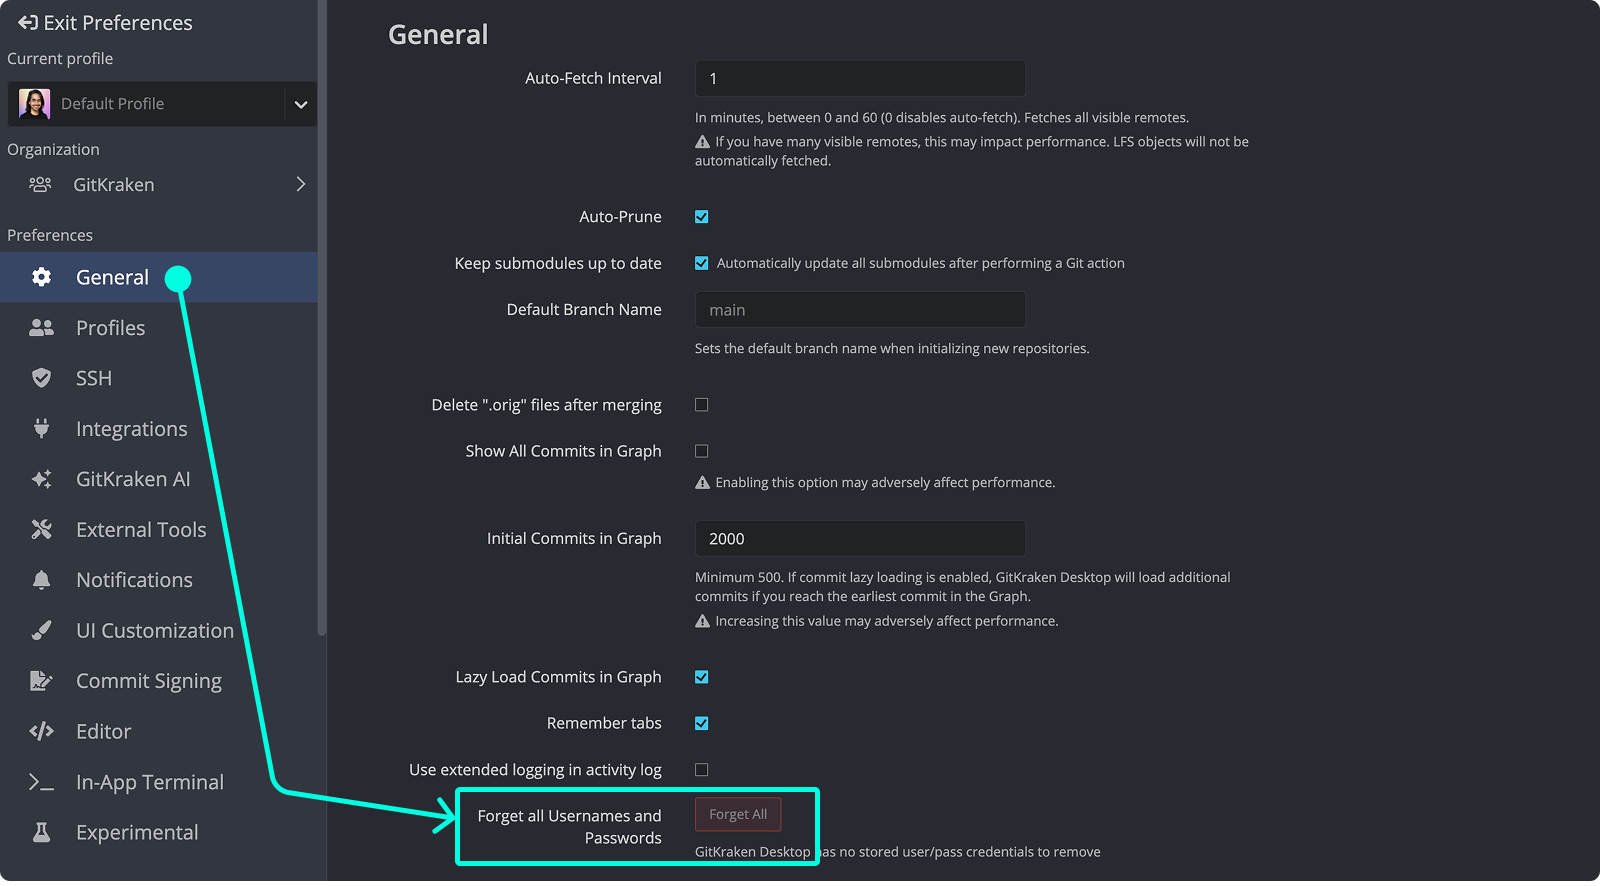 Exit Preferences
Current profile
Default Profile
Organization
GitKraken
Preferences
General
Profiles
SSH
Integrations
GitKraken AI
External Tools
Notifications
UI Customization
Commit Signing
Editor
In-App Terminal
Experimental
General
Auto-Fetch Interval
1
In minutes, between 0 and 60 (0 disables auto-fetch). Fetches all visible remotes.
If you have many visible remotes, this may impact performance. LFS objects will not be
automatically fetched.
Auto-Prune
Keep submodules up to date
Automatically update all submodules after performing a Git action
Default Branch Name
main
Sets the default branch name when initializing new repositories.
Delete ".orig" files after merging
Show All Commits in Graph
Enabling this option may adversely affect performance.
Initial Commits in Graph
2000
Minimum 500. If commit lazy loading is enabled, GitKraken Desktop will load additional
commits if you reach the earliest commit in the Graph.
Increasing this value may adversely affect performance.
Lazy Load Commits in Graph
Remember tabs
Use extended logging in activity log
Forget all Usernames and
Passwords
Forget All
GitKraken Desktop has no stored user/pass credentials to remove